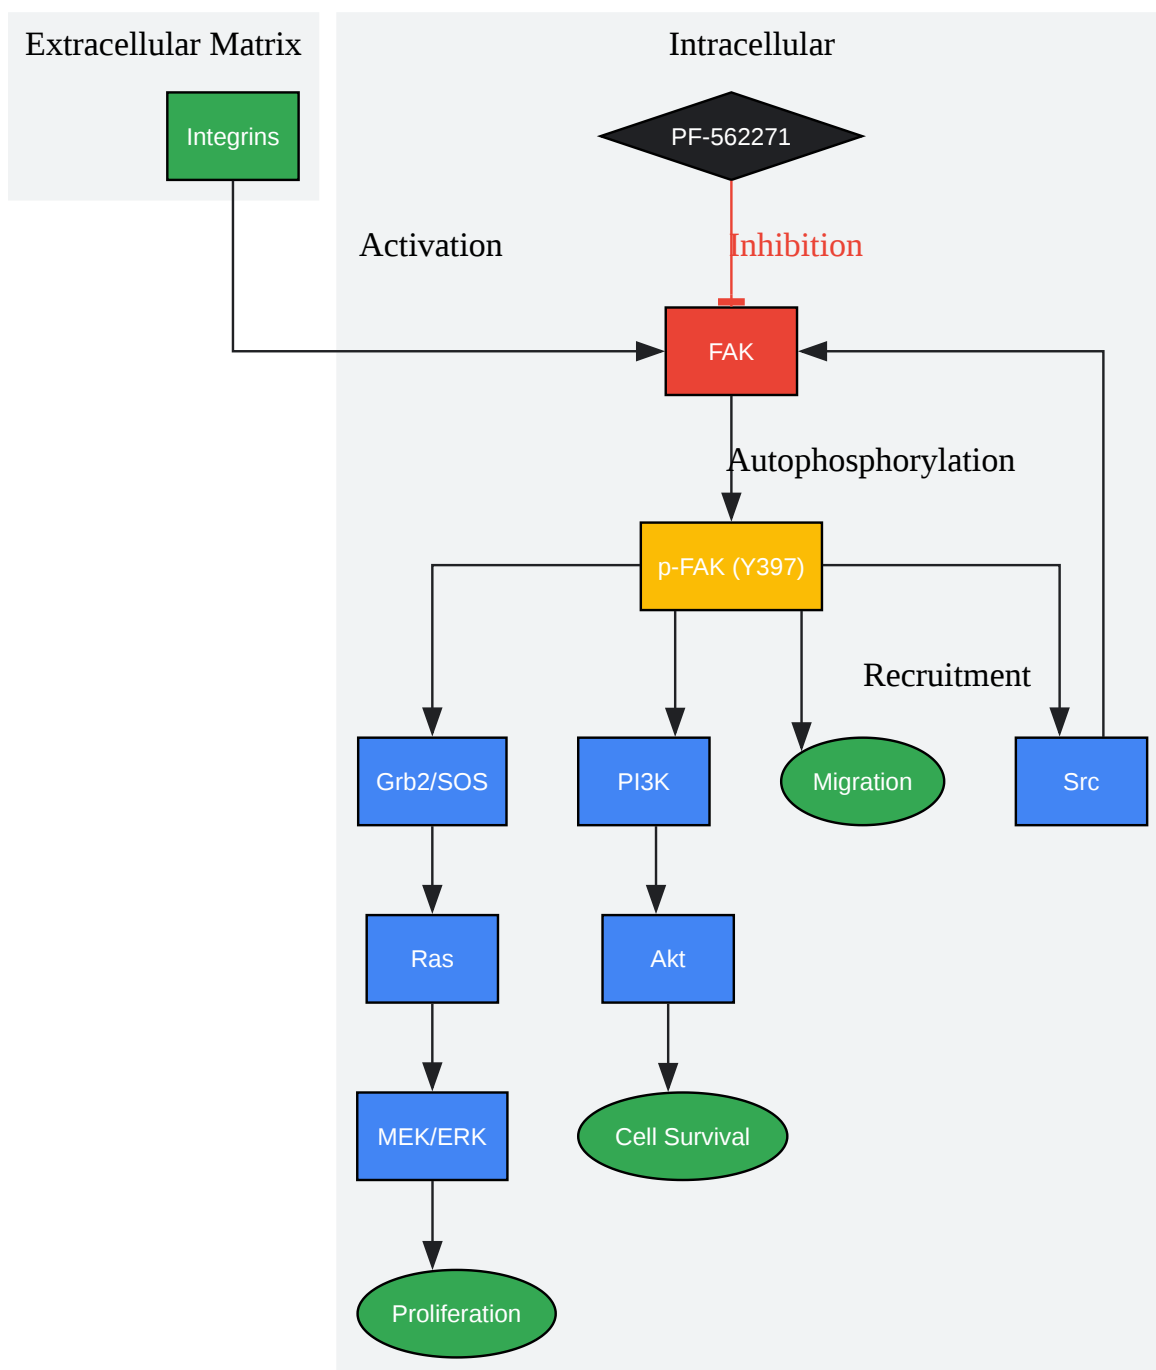 Extracellular Matrix
Intracellular
Integrins
PF-562271
Activation
Inhibition
FAK
Autophosphorylation
p-FAK (Y397)
Recruitment
Grb2/SOS
PI3K
Migration
Src
Ras
Akt
MEK/ERK
Cell Survival
Proliferation